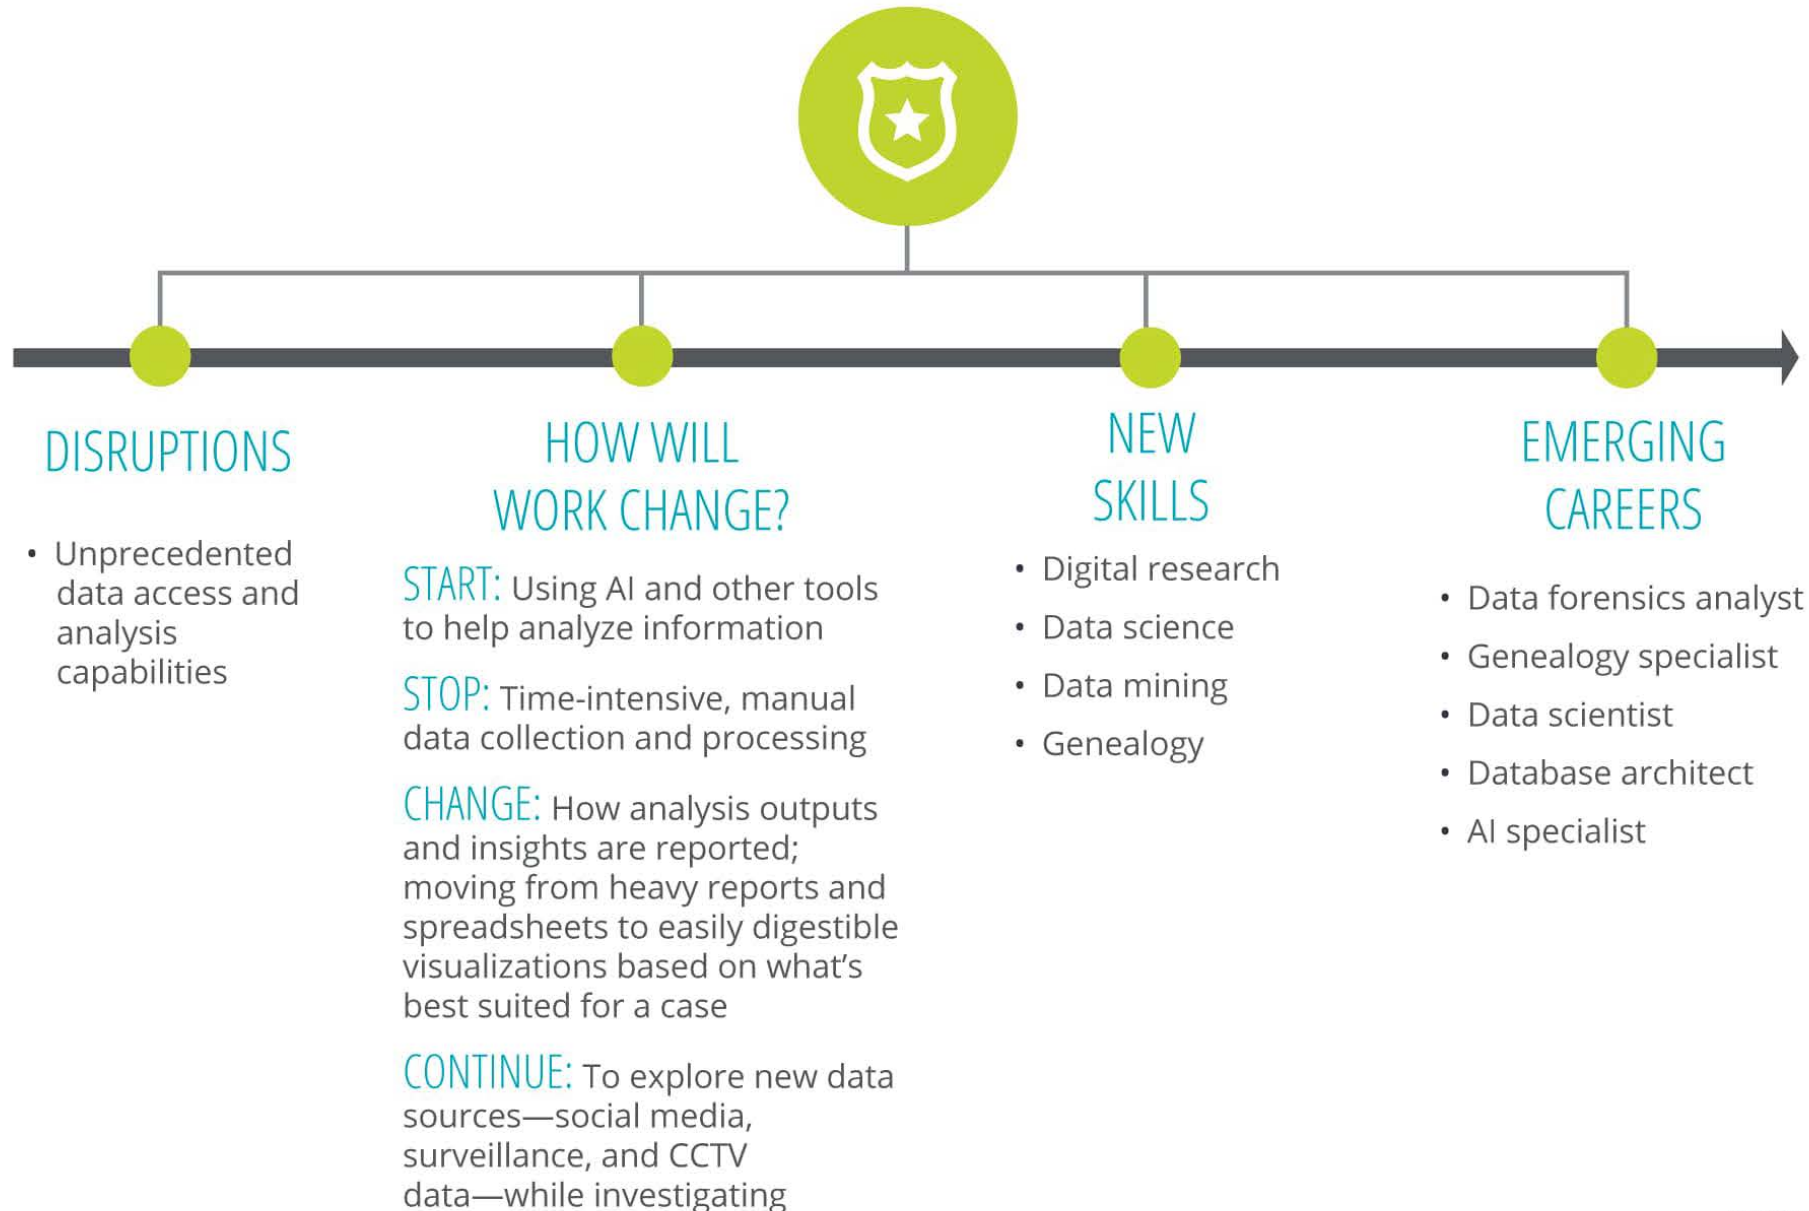 DISRUPTIONS
• Unprecedented
data access and
analysis
capabilities
HOW WILL
WORK CHANGE?
START: Using AI and other tools
to help analyze information
STOP: Time-intensive, manual
data collection and processing
CHANGE: How analysis outputs
and insights are reported;
moving from heavy reports and
spreadsheets to easily digestible
visualizations based on what's
best suited for a case
CONTINUE: To explore new data
sources—social media,
surveillance, and CCTV
data—while investigating
NEW
SKILLS
• Digital research
• Data science
• Data mining
• Genealogy
EMERGING
CAREERS
• Data forensics analyst
• Genealogy specialist
• Data scientist
• Database architect
• AI specialist